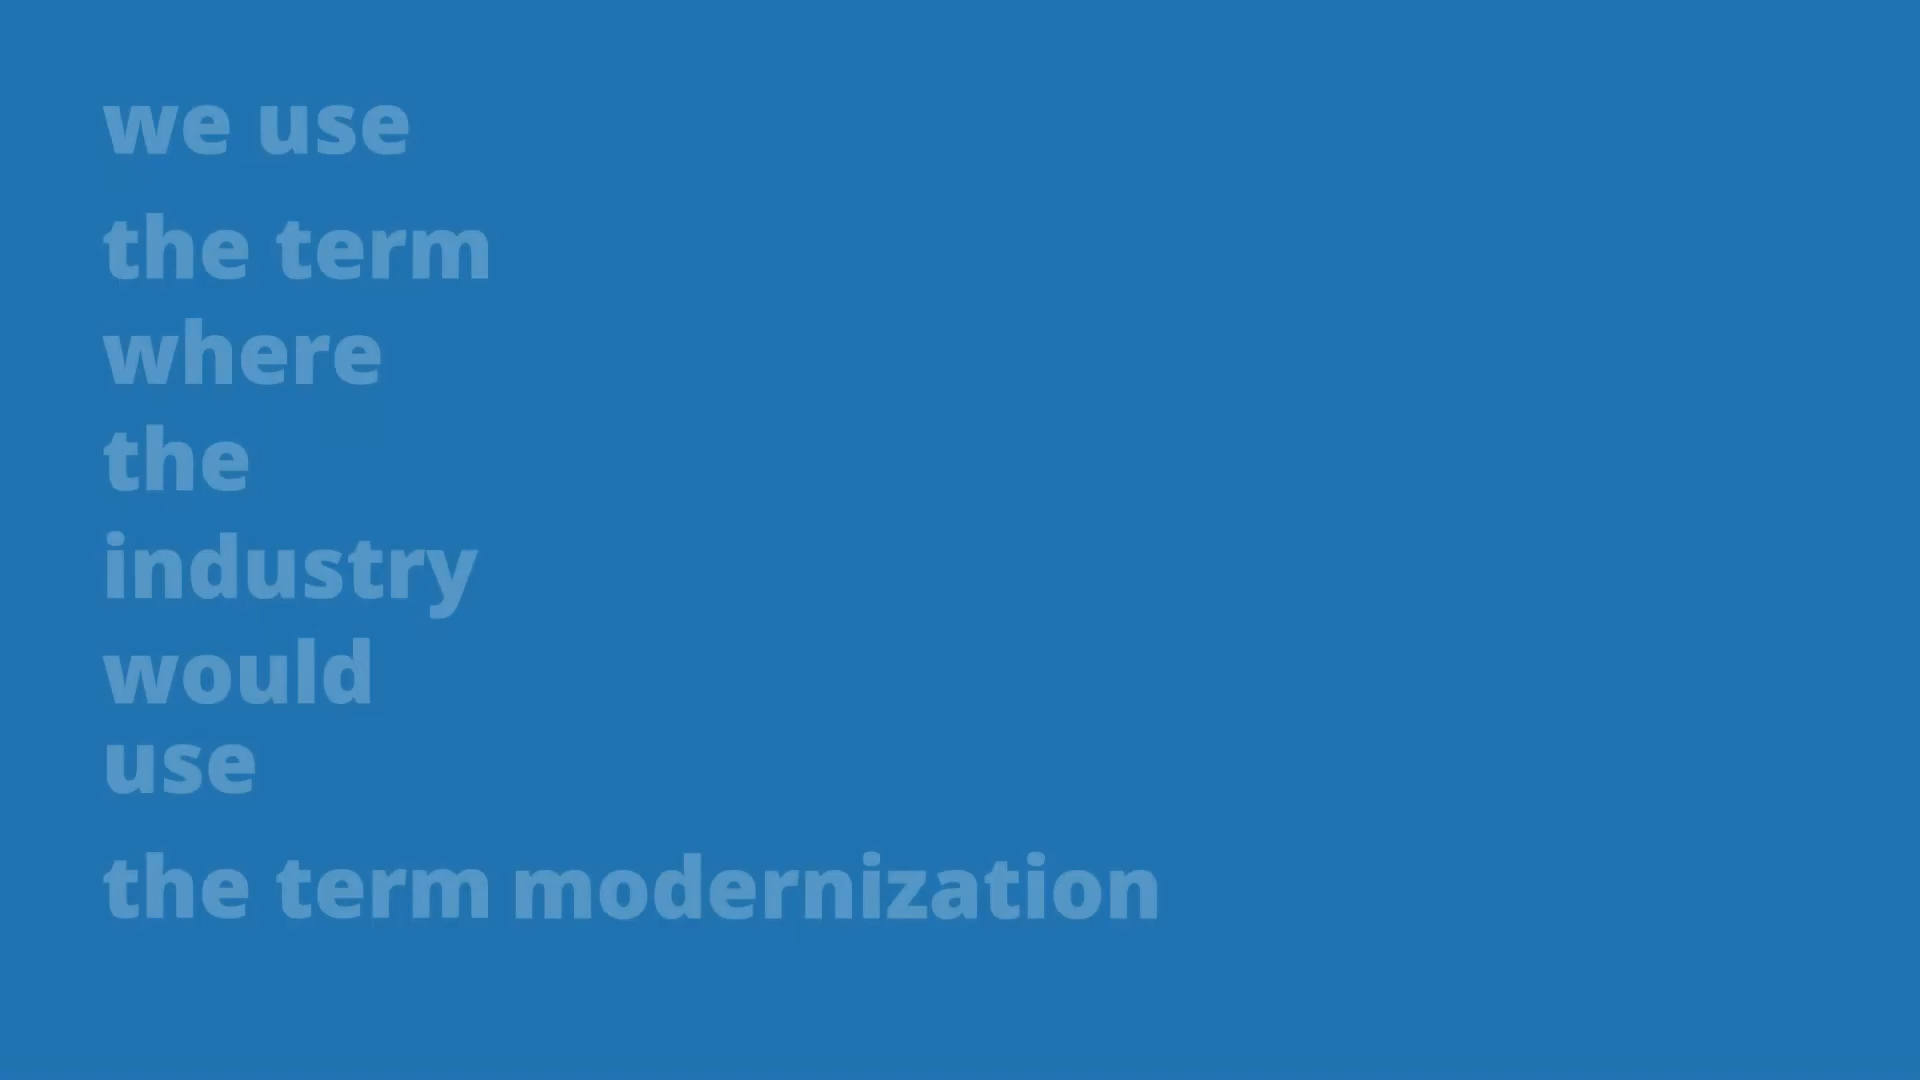 we use
the term
where
the
industry
would
use
the term modernization